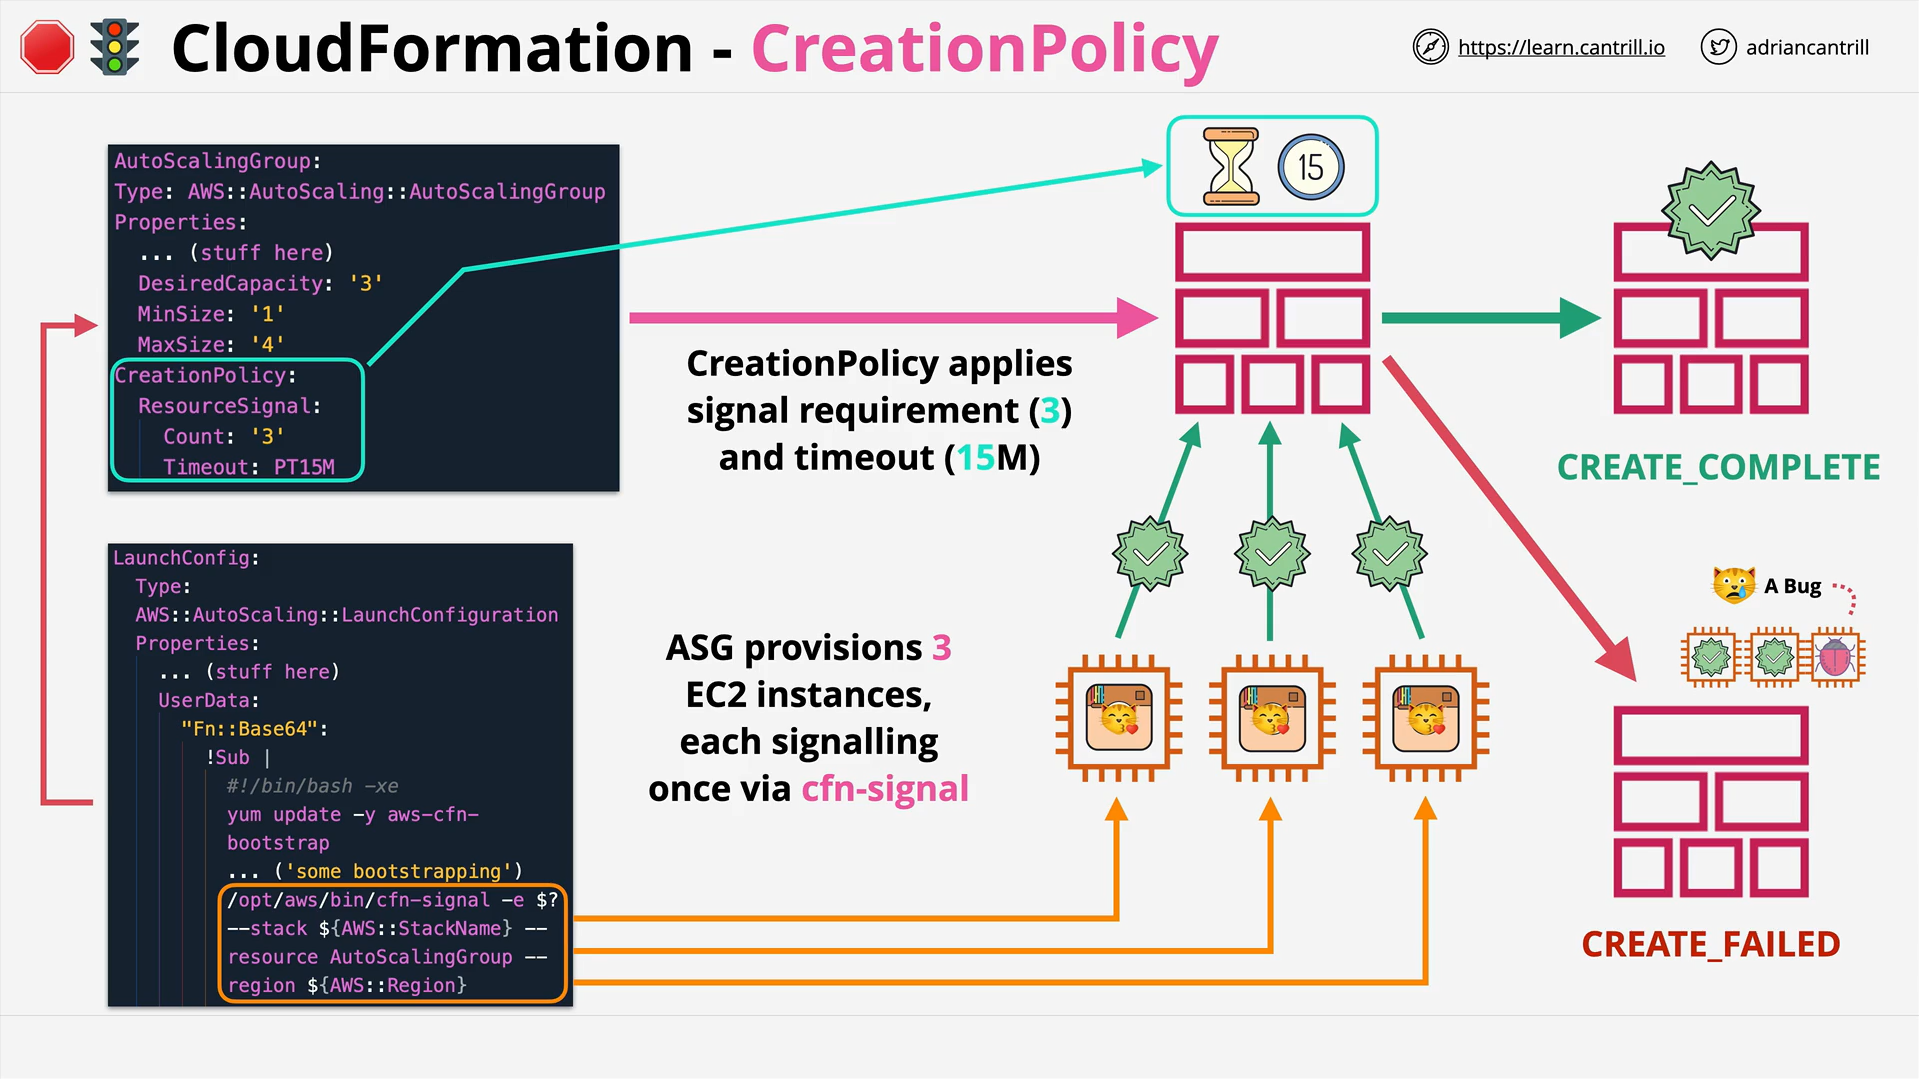 CloudFormation - CreationPolicy
https://learn.cantrill.io
adriancantrill
AutoScalingGroup:
Type: AWS::AutoScaling::AutoScalingGroup
Properties:
... (stuff here)
DesiredCapacity: '3'
MinSize: '1'
MaxSize: '4'
CreationPolicy:
ResourceSignal:
Count: '3'
Timeout: PT15M
15
CreationPolicy applies
signal requirement (3)
and timeout (15M)
CREATE_COMPLETE
LaunchConfig:
Type:
AWS::AutoScaling::LaunchConfiguration
Properties:
... (stuff here)
UserData:
"Fn::Base64":
!Sub |
#!/bin/bash -xe
yum update -y aws-cfn-
bootstrap
... ('some bootstrapping')
/opt/aws/bin/cfn-signal -e $?
--stack ${AWS::StackName} --
resource AutoScalingGroup --
region ${AWS::Region}
ASG provisions 3
EC2 instances,
each signalling
once via cfn-signal
A Bug
CREATE_FAILED